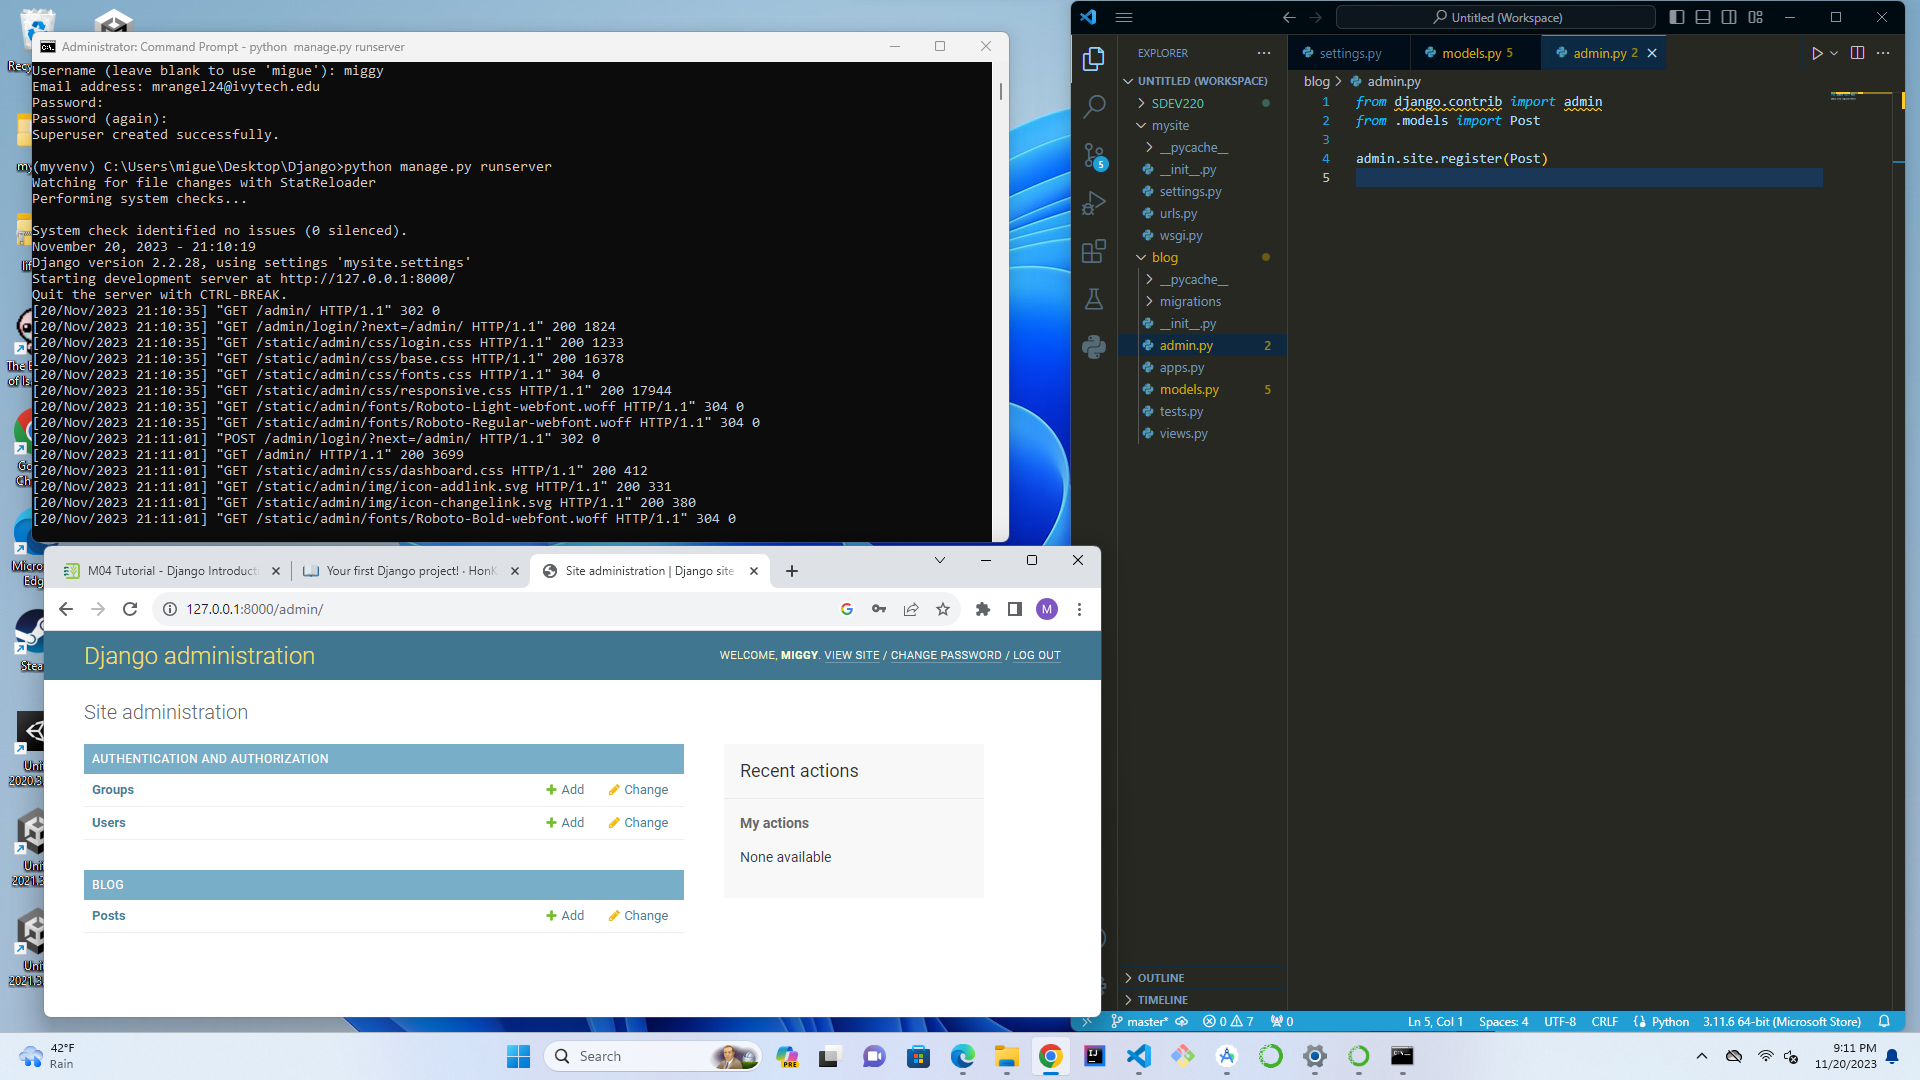 Administrator: Command Prompt - python  manage.py runserver
Username (leave blank to use 'migue'): miggy
Email address: mrangel24@ivytech.edu
Password:
Password (again):
Superuser created successfully.
(myvenv) C:\Users\migue\Desktop\Django>python manage.py runserver
Watching for file changes with StatReloader
Performing system checks...
System check identified no issues (0 silenced).
November 20, 2023 - 21:10:19
Django version 2.2.28, using settings 'mysite.settings'
Starting development server at http://127.0.0.1:8000/
Quit the server with CTRL-BREAK.
[20/Nov/2023 21:10:35] "GET /admin/ HTTP/1.1" 302 0
[20/Nov/2023 21:10:35] "GET /admin/login/?next=/admin/ HTTP/1.1" 200 1824
[20/Nov/2023 21:10:35] "GET /static/admin/css/login.css HTTP/1.1" 200 1233
[20/Nov/2023 21:10:35] "GET /static/admin/css/base.css HTTP/1.1" 200 16378
[20/Nov/2023 21:10:35] "GET /static/admin/css/fonts.css HTTP/1.1" 304 0
[20/Nov/2023 21:10:35] "GET /static/admin/css/responsive.css HTTP/1.1" 200 17944
[20/Nov/2023 21:10:35] "GET /static/admin/fonts/Roboto-Light-webfont.woff HTTP/1.1" 304 0
[20/Nov/2023 21:10:35] "GET /static/admin/fonts/Roboto-Regular-webfont.woff HTTP/1.1" 304 0
[20/Nov/2023 21:11:01] "POST /admin/login/?next=/admin/ HTTP/1.1" 302 0
[20/Nov/2023 21:11:01] "GET /admin/ HTTP/1.1" 200 3699
[20/Nov/2023 21:11:01] "GET /static/admin/css/dashboard.css HTTP/1.1" 200 412
[20/Nov/2023 21:11:01] "GET /static/admin/img/icon-addlink.svg HTTP/1.1" 200 331
[20/Nov/2023 21:11:01] "GET /static/admin/img/icon-changelink.svg HTTP/1.1" 200 380
[20/Nov/2023 21:11:01] "GET /static/admin/fonts/Roboto-Bold-webfont.woff HTTP/1.1" 304 0
M04 Tutorial - Django Introduct
Your first Django project! · HonK
Site administration | Django site
127.0.0.1:8000/admin/
M
Django administration
WELCOME, MIGGY. VIEW SITE / CHANGE PASSWORD / LOG OUT
Site administration
AUTHENTICATION AND AUTHORIZATION
Groups Add Change
Users Add Change
BLOG
Posts Add Change
Recent actions
My actions
None available
Untitled (Workspace)
EXPLORER
UNTITLED (WORKSPACE)
SDEV220
mysite
__pycache__
__init__.py
settings.py
urls.py
wsgi.py
blog
__pycache__
migrations
__init__.py
admin.py 2
apps.py
models.py 5
tests.py
views.py
OUTLINE
TIMELINE
5
settings.py
models.py 5
admin.py 2
blog > admin.py
1 from django.contrib import admin
2 from .models import Post
3
4 admin.site.register(Post)
5
master* 0 7 0
Ln 5, Col 1 Spaces: 4 UTF-8 CRLF Python 3.11.6 64-bit (Microsoft Store)
42°F
Rain
Search
PRE
9:11 PM
11/20/2023